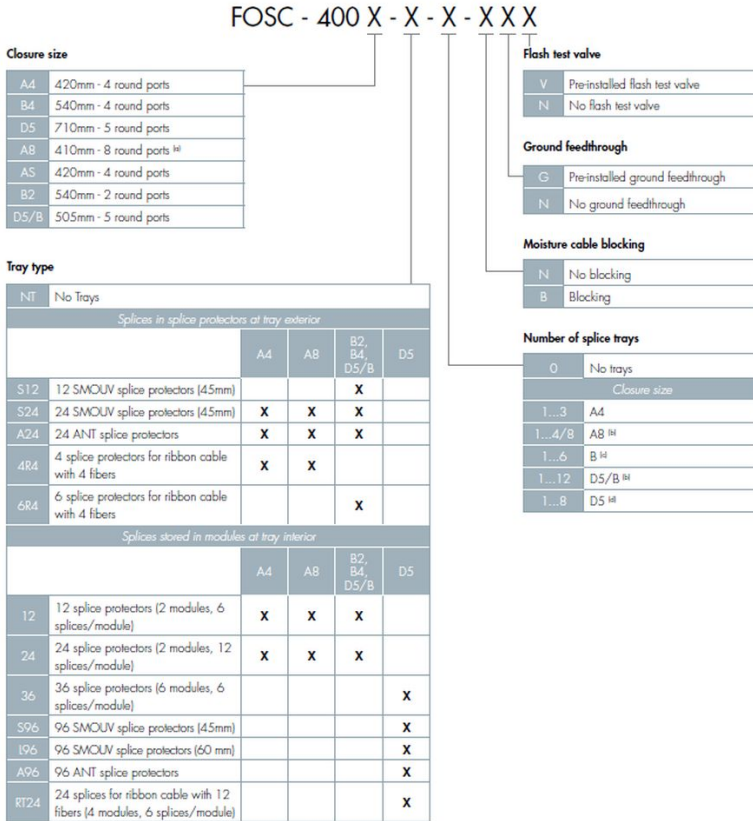 FOSC - 400 X - X - X - X X X
Closure size
A4 420mm - 4 round ports
B4 540mm - 4 round ports
D5 710mm - 5 round ports
A8 410mm - 8 round ports (a)
AS 420mm - 4 round ports
B2 540mm - 2 round ports
D5/B 505mm - 5 round ports
Tray type
NT No Trays
Splices in splice protectors at tray exterior
A4 A8 B2, B4, D5/B D5
S12 12 SMOUV splice protectors (45mm) X
S24 24 SMOUV splice protectors (45mm) X X X
A24 24 ANT splice protectors X X X
4R4 4 splice protectors for ribbon cable
with 4 fibers X X
6R4 6 splice protectors for ribbon cable
with 4 fibers X
Splices stored in modules at tray interior
A4 A8 B2, B4, D5/B D5
12 12 splice protectors (2 modules, 6
splices/module) X X X
24 24 splice protectors (2 modules, 12
splices/module) X X X
36 36 splice protectors (6 modules, 6
splices/module) X
S96 96 SMOUV splice protectors (45mm) X
L96 96 SMOUV splice protectors (60 mm) X
A96 96 ANT splice protectors X
RT24 24 splices for ribbon cable with 12
fibers (4 modules, 6 splices/module) X
Flash test valve
V Pre-installed flash test valve
N No flash test valve
Ground feedthrough
G Pre-installed ground feedthrough
N No ground feedthrough
Moisture cable blocking
N No blocking
B Blocking
Number of splice trays
0 No trays
Closure size
1...3 A4
1...4/8 A8 (b)
1...6 B (c)
1...12 D5/B (b)
1...8 D5 (d)